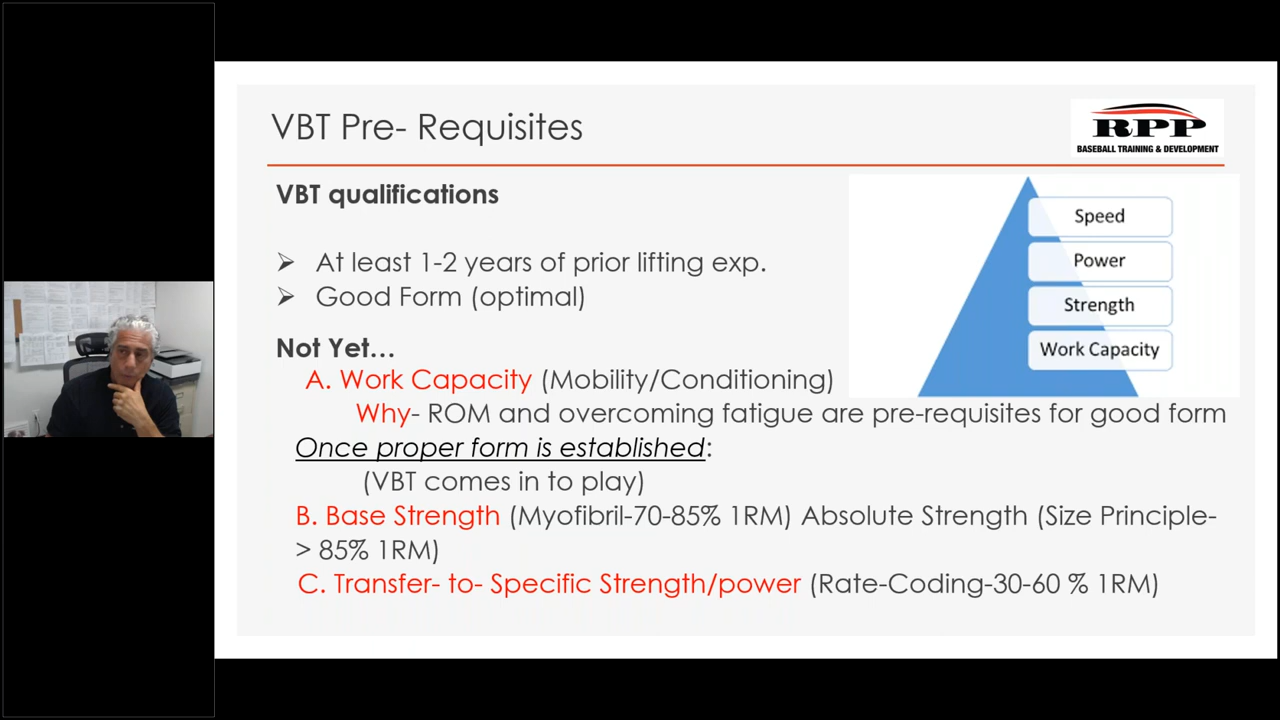 VBT Pre- Requisites
RPP
BASEBALL TRAINING & DEVELOPMENT
VBT qualifications
➢ At least 1-2 years of prior lifting exp.
➢ Good Form (optimal)
Speed
Power
Strength
Work Capacity
Not Yet…
A. Work Capacity (Mobility/Conditioning)
Why- ROM and overcoming fatigue are pre-requisites for good form
Once proper form is established:
(VBT comes in to play)
B. Base Strength (Myofibril-70-85% 1RM) Absolute Strength (Size Principle-
> 85% 1RM)
C. Transfer- to- Specific Strength/power (Rate-Coding-30-60 % 1RM)